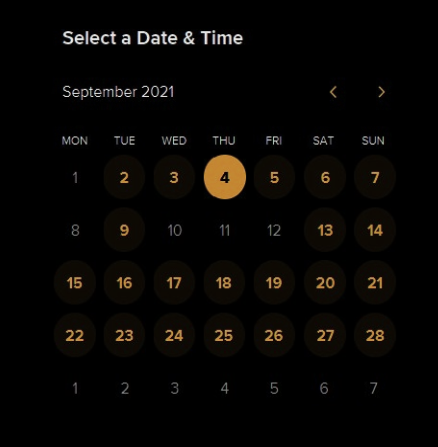 Select a Date & Time
September 2021
MON TUE WED THU FRI SAT SUN
1 2 3 4 5 6 7
8 9 10 11 12 13 14
15 16 17 18 19 20 21
22 23 24 25 26 27 28
1 2 3 4 5 6 7